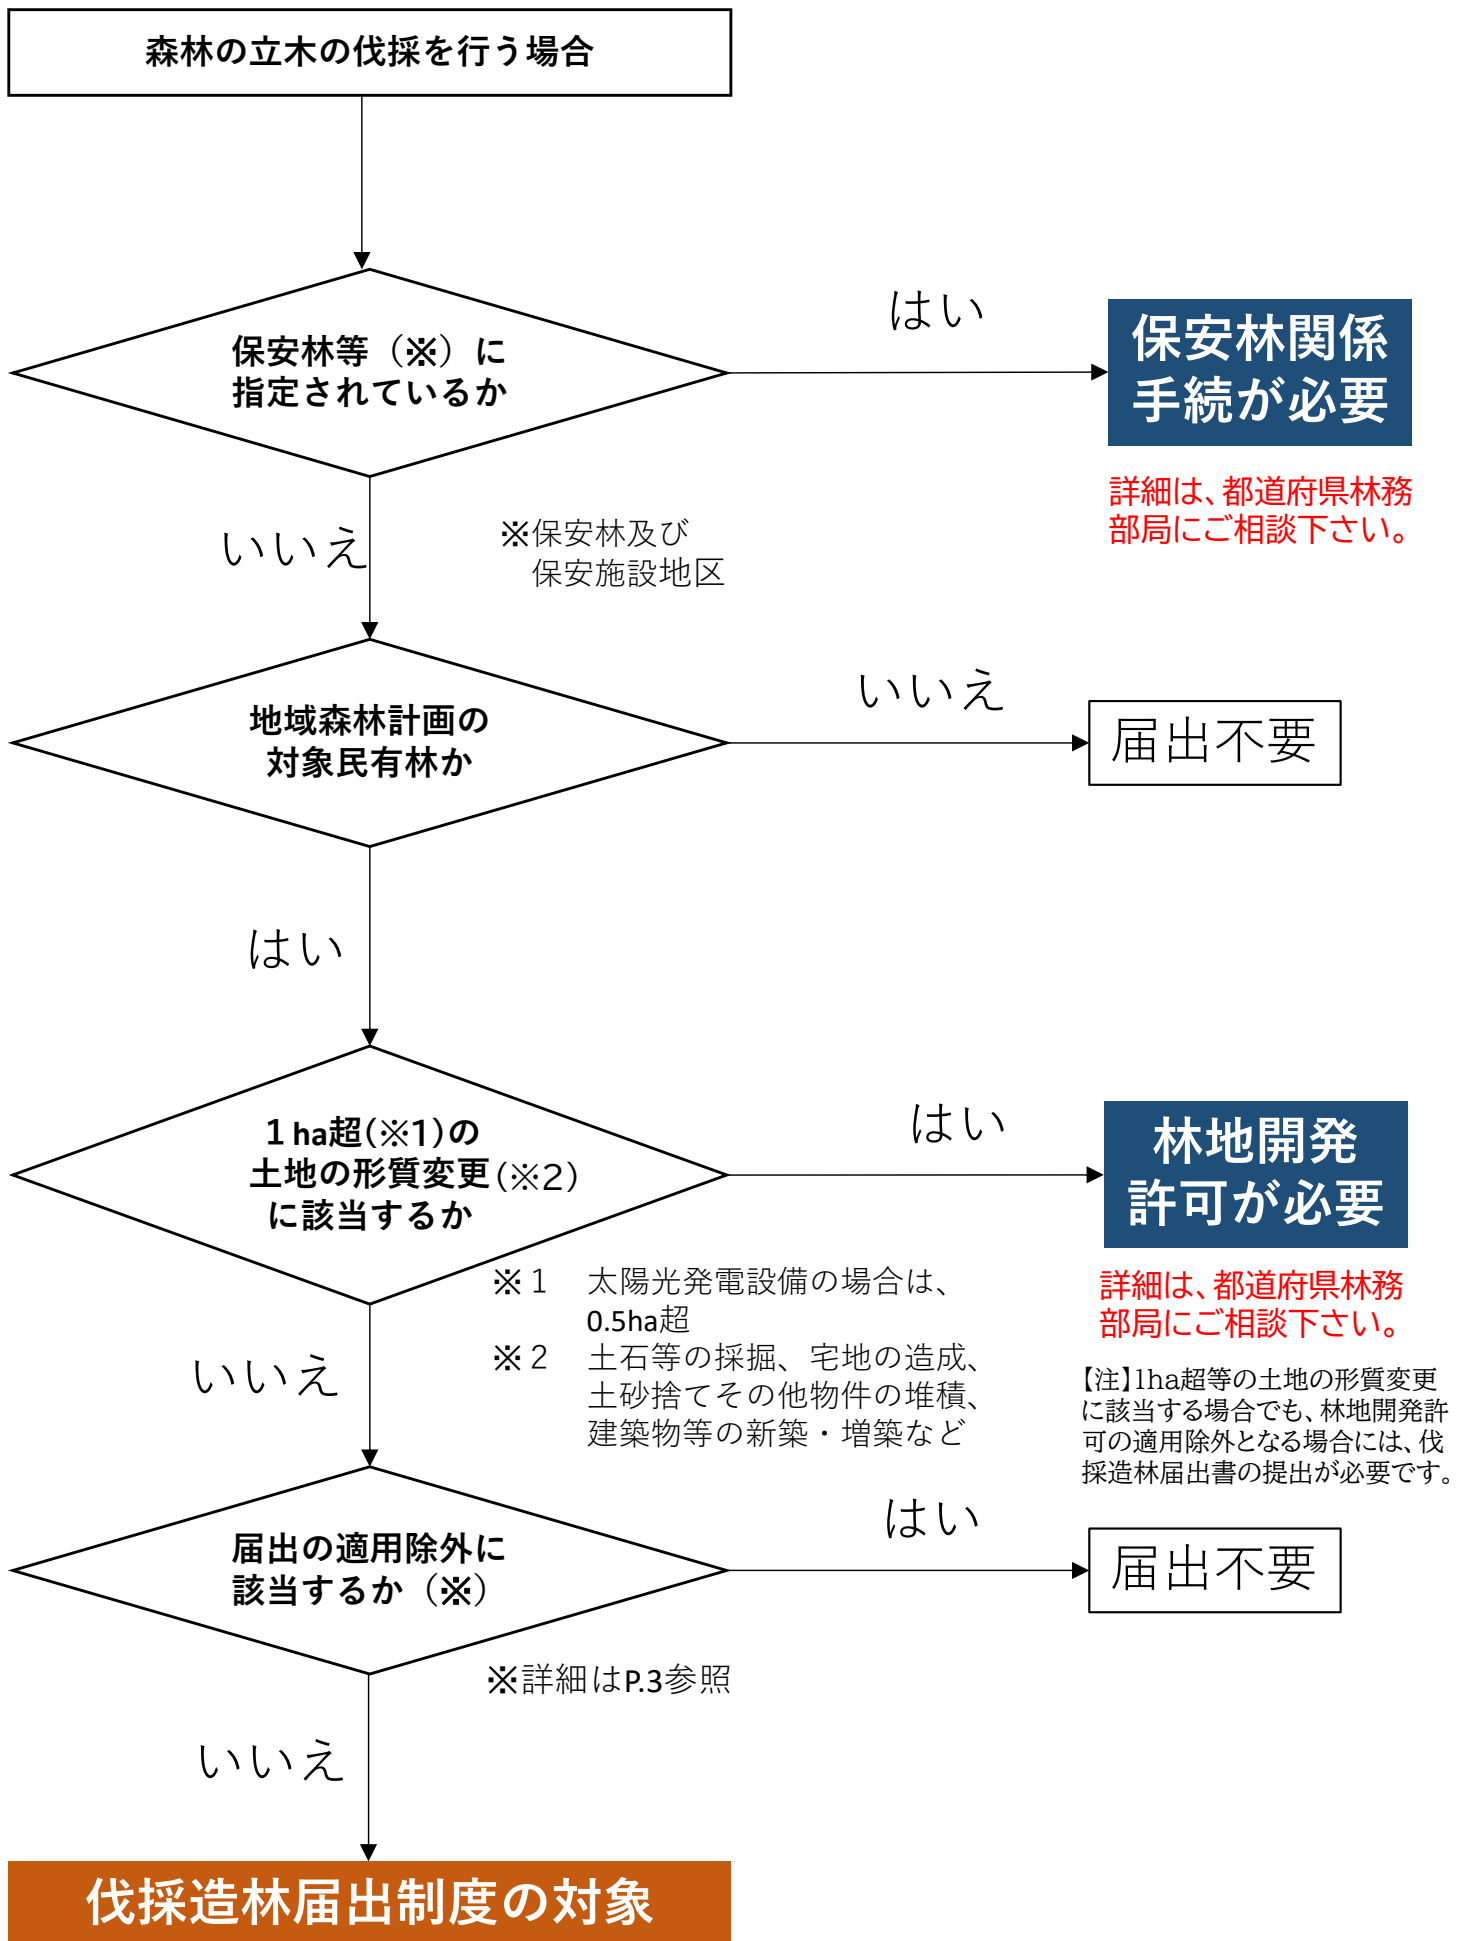 森林の立木の伐採を行う場合
はい
保安林等（※）に
指定されているか
保安林関係
手続が必要
詳細は、都道府県林務
部局にご相談下さい。
いいえ
※保安林及び
保安施設地区
いいえ
地域森林計画の
対象民有林か
届出不要
はい
はい
１ha超(※1)の
土地の形質変更(※2)
に該当するか
林地開発
許可が必要
※１　太陽光発電設備の場合は、
0.5ha超
※２　土石等の採掘、宅地の造成、
土砂捨てその他物件の堆積、
建築物等の新築・増築など
詳細は、都道府県林務
部局にご相談下さい。
いいえ
【注】1ha超等の土地の形質変更
に該当する場合でも、林地開発許
可の適用除外となる場合には、伐
採造林届出書の提出が必要です。
はい
届出の適用除外に
該当するか（※）
届出不要
※詳細はP.3参照
いいえ
伐採造林届出制度の対象